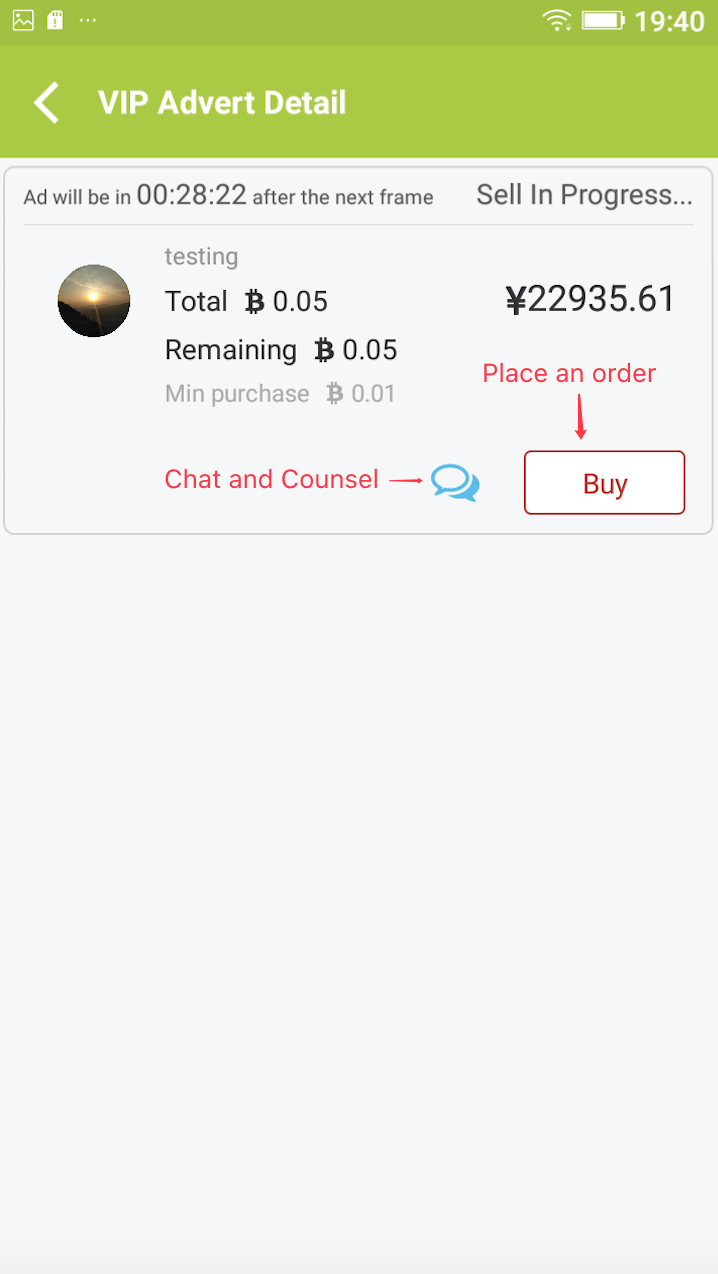 19:40
VIP Advert Detail
Ad will be in 00:28:22 after the next frame Sell In Progress...
testing
Total ₿ 0.05 ¥22935.61
Remaining ₿ 0.05
Place an order
Min purchase ₿ 0.01
Chat and Counsel Buy